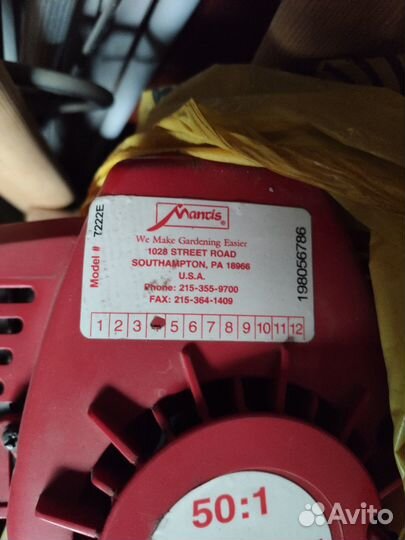 Mantis ®
We Make Gardening Easier
1028 STREET ROAD
SOUTHAMPTON, PA 18966
U.S.A.
Phone: 215-355-9700
FAX: 215-364-1409
Model # 7222E
198056786
1 2 3 5 6 7 8 9 10 11 12
50:1
Avito